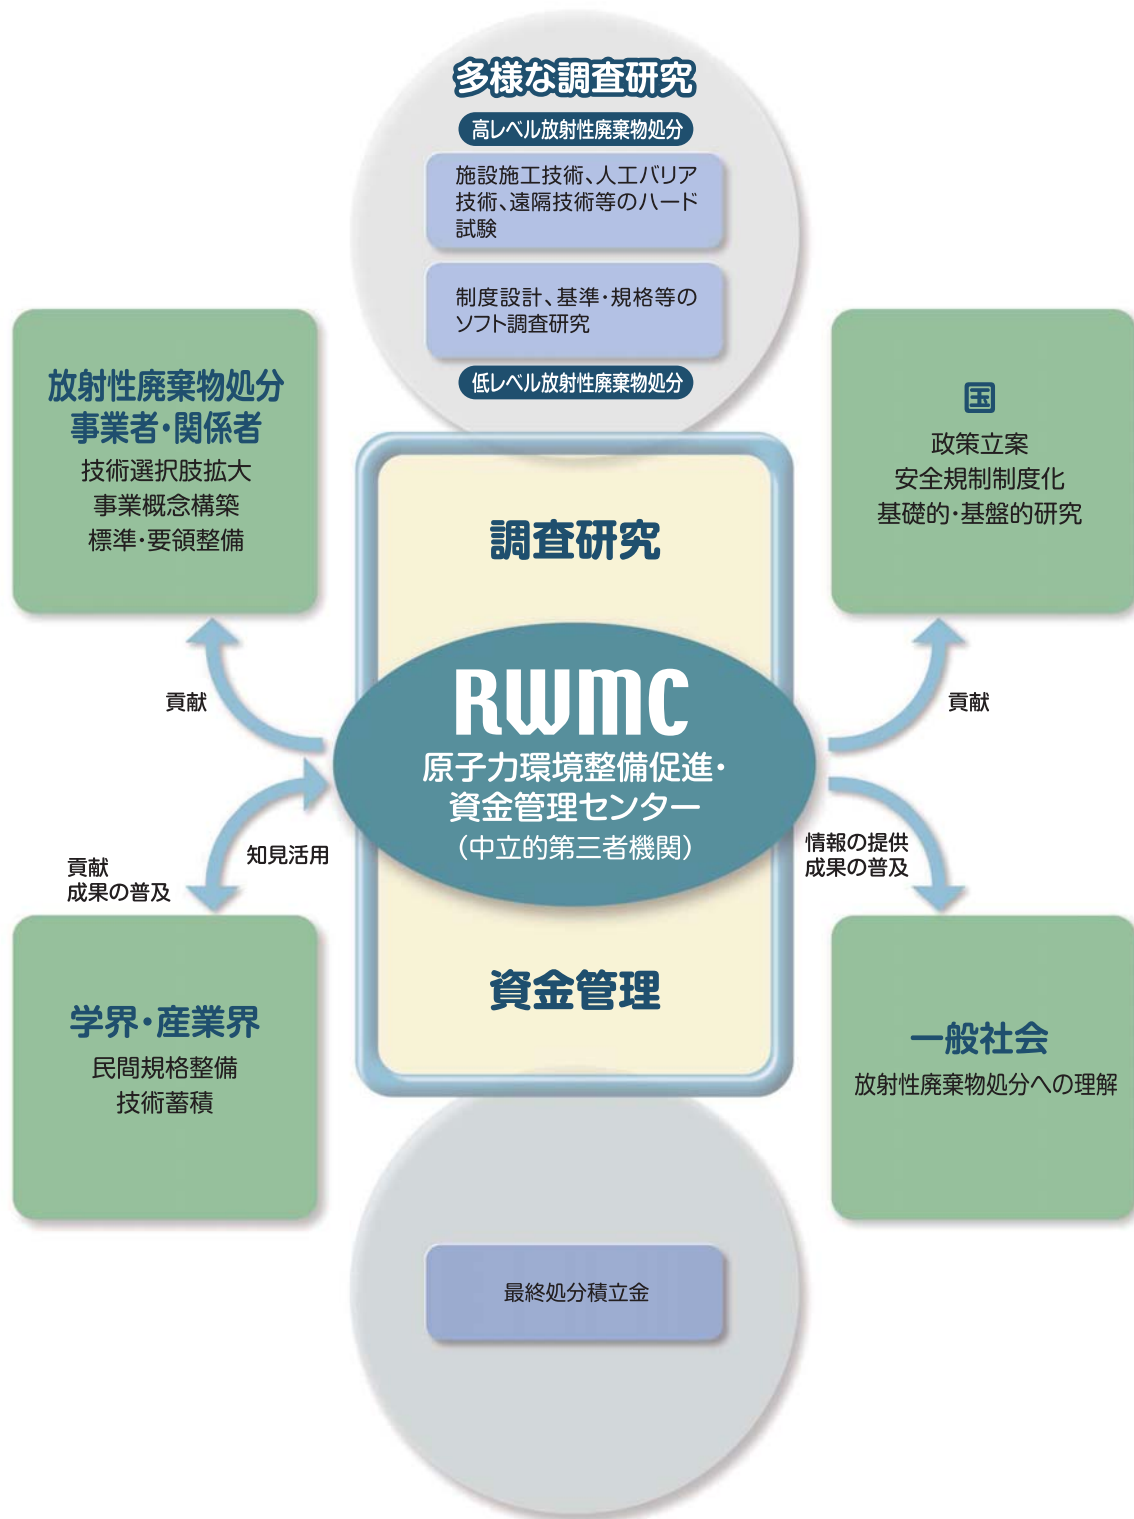 多様な調査研究
高レベル放射性廃棄物処分
施設施工技術、人工バリア
技術、遠隔技術等のハード
試験
制度設計、基準・規格等の
ソフト調査研究
低レベル放射性廃棄物処分
放射性廃棄物処分
事業者・関係者
技術選択肢拡大
事業概念構築
標準・要領整備
国
政策立案
安全規制制度化
基礎的・基盤的研究
調査研究
RWMC
原子力環境整備促進・
資金管理センター
（中立的第三者機関）
貢献
貢献
知見活用
貢献
成果の普及
情報の提供
成果の普及
資金管理
学界・産業界
民間規格整備
技術蓄積
一般社会
放射性廃棄物処分への理解
最終処分積立金